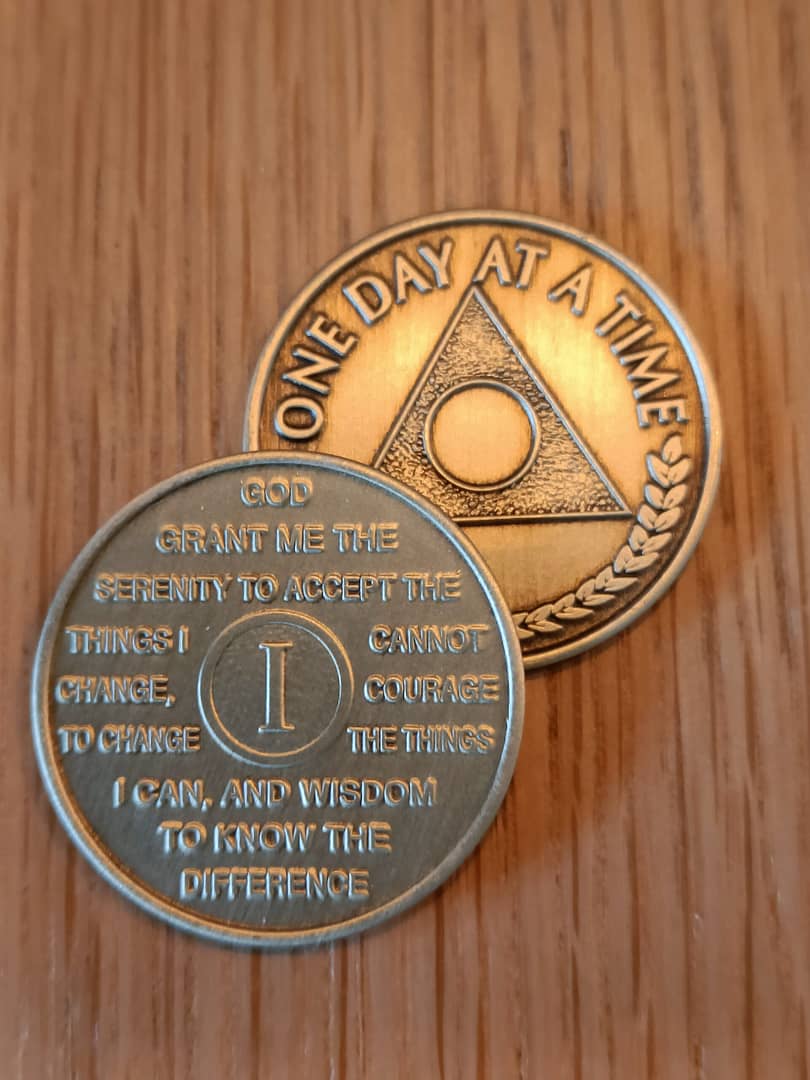 ONE DAY AT A TIME
GOD
GRANT ME THE
SERENITY TO ACCEPT THE
THINGS I CANNOT
CHANGE, COURAGE
TO CHANGE THE THINGS
I
I CAN, AND WISDOM
TO KNOW THE
DIFFERENCE